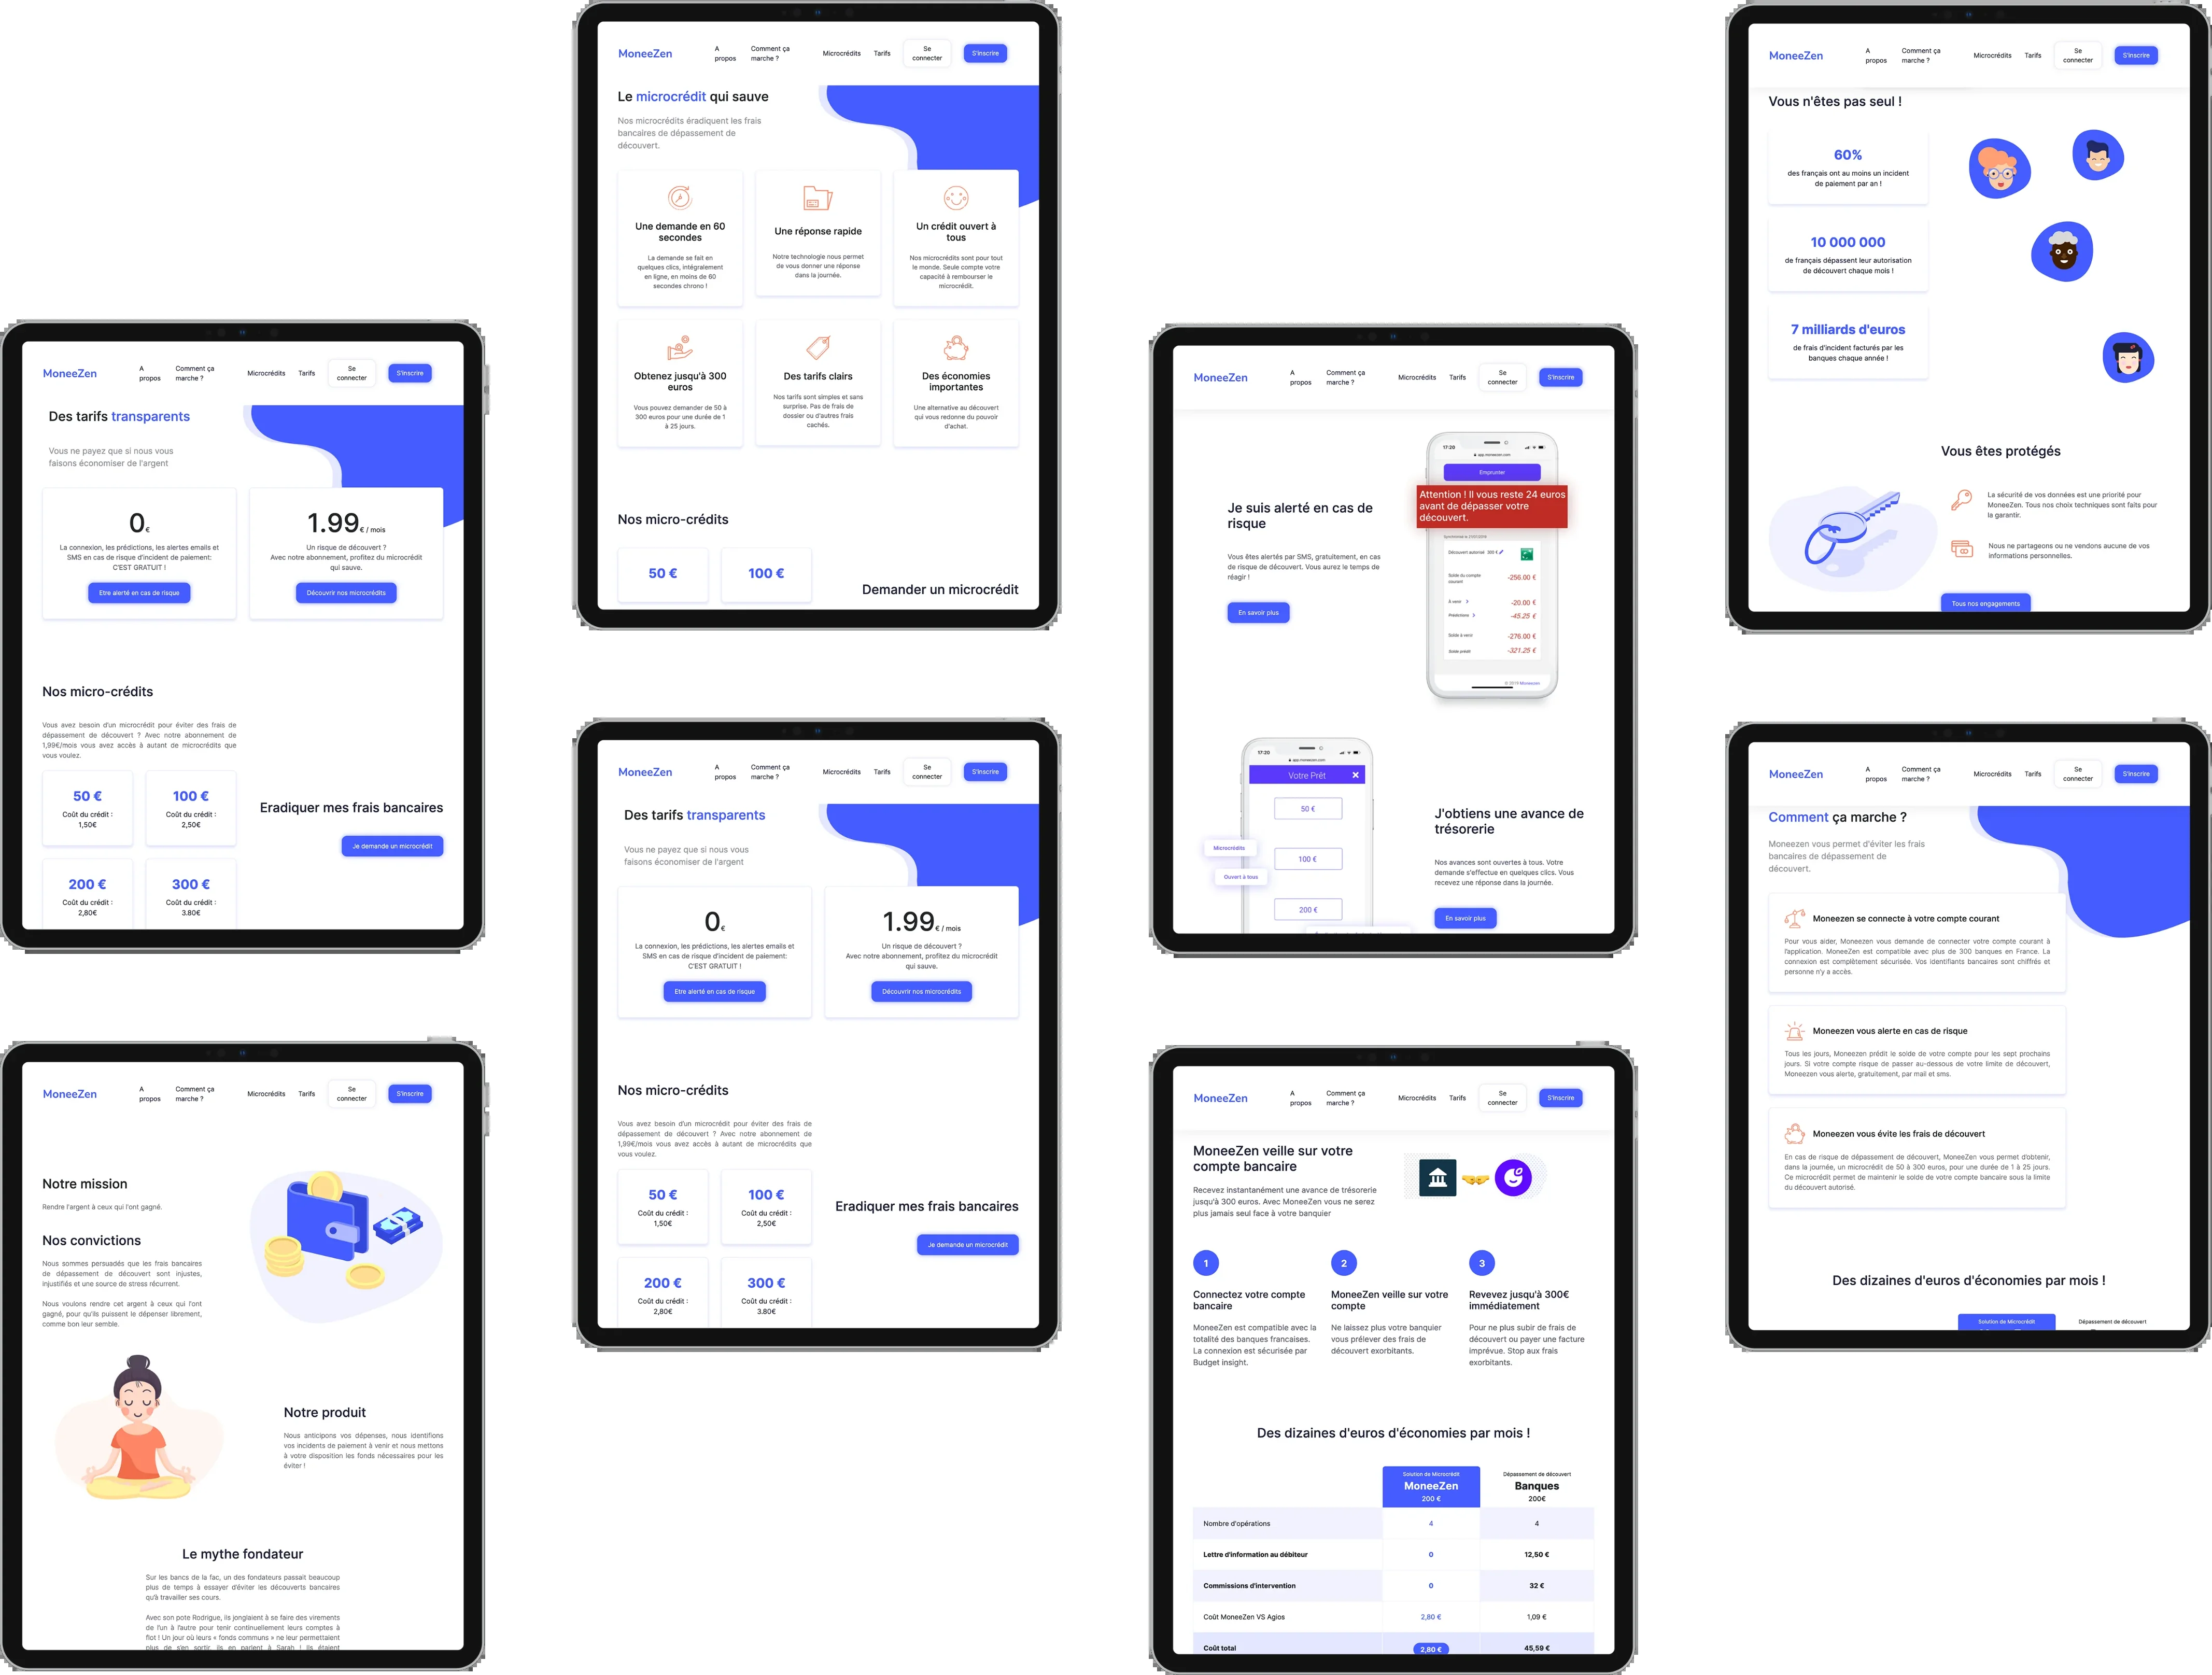 MoneeZen
A propos
Comment ça marche ?
Microcrédits
Tarifs
Se connecter
S'inscrire
Des tarifs transparents
Vous ne payez que si nous vous
faisons économiser de l'argent
0€
La connexion, les prédictions, les alertes emails et
SMS en cas de risque d'incident de paiement:
C'EST GRATUIT !
Etre alerté en cas de risque
1.99€ / mois
Un risque de découvert ?
Avec notre abonnement, profitez du microcrédit
qui sauve.
Découvrir nos microcrédits
Nos micro-crédits
Vous avez besoin d'un microcrédit pour éviter des frais de
dépassement de découvert ? Avec notre abonnement de
1,99€/mois vous avez accès à autant de microcrédits que
vous voulez.
50 €
Coût du crédit :
1,50€
100 €
Coût du crédit :
2,50€
200 €
Coût du crédit :
2,80€
300 €
Coût du crédit :
3.80€
Eradiquer mes frais bancaires
Je demande un microcrédit
MoneeZen
A propos
Comment ça marche ?
Microcrédits
Tarifs
Se connecter
S'inscrire
Notre mission
Rendre l'argent à ceux qui l'ont gagné.
Nos convictions
Nous sommes persuadés que les frais bancaires
de dépassement de découvert sont injustes,
injustifiés et une source de stress récurrent.
Nous voulons rendre cet argent à ceux qui l'ont
gagné, pour qu'ils puissent le dépenser librement,
comme bon leur semble.
Notre produit
Nous anticipons vos dépenses, nous identifions
vos incidents de paiement à venir et nous mettons
à votre disposition les fonds nécessaires pour les
éviter !
Le mythe fondateur
Sur les bancs de la fac, un des fondateurs passait beaucoup
plus de temps à essayer d'éviter les découverts bancaires
qu'à travailler ses cours.
Avec son pote Rodrigue, ils jonglaient à se faire des virements
de l'un à l'autre pour tenir continuellement leurs comptes à
flot ! Un jour où leurs « fonds communs » ne leur permettaient
plus de s'en sortir, ils en parlent à Sarah ! Ils étaient
MoneeZen
A propos
Comment ça marche ?
Microcrédits
Tarifs
Se connecter
S'inscrire
Le microcrédit qui sauve
Nos microcrédits éradiquent les frais
bancaires de dépassement de
découvert.
Une demande en 60
secondes
La demande se fait en
quelques clics, intégralement
en ligne, en moins de 60
secondes chrono !
Une réponse rapide
Notre technologie nous permet
de vous donner une réponse
dans la journée.
Un crédit ouvert à
tous
Nos microcrédits sont pour tout
le monde. Seule compte votre
capacité à rembourser le
microcrédit.
Obtenez jusqu'à 300
euros
Vous pouvez demander de 50 à
300 euros pour une durée de 1
à 25 jours.
Des tarifs clairs
Nos tarifs sont simples et sans
surprise. Pas de frais de
dossier ou d'autres frais
cachés.
Des économies
importantes
Une alternative au découvert
qui vous redonne du pouvoir
d'achat.
Nos micro-crédits
50 €
100 €
Demander un microcrédit
MoneeZen
A propos
Comment ça marche ?
Microcrédits
Tarifs
Se connecter
S'inscrire
Des tarifs transparents
Vous ne payez que si nous vous
faisons économiser de l'argent
0€
La connexion, les prédictions, les alertes emails et
SMS en cas de risque d'incident de paiement:
C'EST GRATUIT !
Etre alerté en cas de risque
1.99€ / mois
Un risque de découvert ?
Avec notre abonnement, profitez du microcrédit
qui sauve.
Découvrir nos microcrédits
Nos micro-crédits
Vous avez besoin d'un microcrédit pour éviter des frais de
dépassement de découvert ? Avec notre abonnement de
1,99€/mois vous avez accès à autant de microcrédits que
vous voulez.
50 €
Coût du crédit :
1,50€
100 €
Coût du crédit :
2,50€
200 €
Coût du crédit :
2,80€
300 €
Coût du crédit :
3.80€
Eradiquer mes frais bancaires
Je demande un microcrédit
MoneeZen
A propos
Comment ça marche ?
Microcrédits
Tarifs
Se connecter
S'inscrire
Je suis alerté en cas de
risque
Vous êtes alertés par SMS, gratuitement, en cas
de risque de découvert. Vous aurez le temps de
réagir !
En savoir plus
17:20
app.moneezen.com
Emprunter
Attention ! Il vous reste 24 euros
avant de dépasser votre
découvert.
Synchronisé le 21/01/2019
Découvert autorisé 300 €
Solde du compte
courant
-256.00 €
À venir
-20.00 €
Prédictions
-45.25 €
Solde à venir
-276.00 €
Solde prédit
-321.25 €
© 2019 Moneezen
17:20
app.moneezen.com
Votre Prêt
50 €
100 €
200 €
Microcrédits
Ouvert à tous
J'obtiens une avance de
trésorerie
Nos avances sont ouvertes à tous. Votre
demande s'effectue en quelques clics. Vous
recevez une réponse dans la journée.
En savoir plus
MoneeZen
A propos
Comment ça marche ?
Microcrédits
Tarifs
Se connecter
S'inscrire
MoneeZen veille sur votre
compte bancaire
Recevez instantanément une avance de trésorerie
jusqu'à 300 euros. Avec MoneeZen vous ne serez
plus jamais seul face à votre banquier
1
Connectez votre compte
bancaire
MoneeZen est compatible avec la
totalité des banques francaises.
La connexion est sécurisée par
Budget insight.
2
MoneeZen veille sur votre
compte
Ne laissez plus votre banquier
vous prélever des frais de
découvert exorbitants.
3
Revevez jusqu'à 300€
immédiatement
Pour ne plus subir de frais de
découvert ou payer une facture
imprévue. Stop aux frais
exorbitants.
Des dizaines d'euros d'économies par mois !
Solution de Microcrédit
MoneeZen
200 €
Dépassement de découvert
Banques
200€
Nombre d'opérations 4 4
Lettre d'information au débiteur 0 12,50 €
Commissions d'intervention 0 32 €
Coût MoneeZen VS Agios 2,80 € 1,09 €
Coût total 2,80 € 45,59 €
MoneeZen
A propos
Comment ça marche ?
Microcrédits
Tarifs
Se connecter
S'inscrire
Vous n'êtes pas seul !
60%
des français ont au moins un incident
de paiement par an !
10 000 000
de français dépassent leur autorisation
de découvert chaque mois !
7 milliards d'euros
de frais d'incident facturés par les
banques chaque année !
Vous êtes protégés
La sécurité de vos données est une priorité pour
MoneeZen. Tous nos choix techniques sont faits pour
la garantir.
Nous ne partageons ou ne vendons aucune de vos
informations personnelles.
Tous nos engagements
MoneeZen
A propos
Comment ça marche ?
Microcrédits
Tarifs
Se connecter
S'inscrire
Comment ça marche ?
Moneezen vous permet d'éviter les frais
bancaires de dépassement de
découvert.
Moneezen se connecte à votre compte courant
Pour vous aider, Moneezen vous demande de connecter votre compte courant à
l'application. MoneeZen est compatible avec plus de 300 banques en France. La
connexion est complètement sécurisée. Vos identifiants bancaires sont chiffrés et
personne n'y a accès.
Moneezen vous alerte en cas de risque
Tous les jours, Moneezen prédit le solde de votre compte pour les sept prochains
jours. Si votre compte risque de passer au-dessous de votre limite de découvert,
Moneezen vous alerte, gratuitement, par mail et sms.
Moneezen vous évite les frais de découvert
En cas de risque de dépassement de découvert, MoneeZen vous permet d'obtenir,
dans la journée, un microcrédit de 50 à 300 euros, pour une durée de 1 à 25 jours.
Ce microcrédit permet de maintenir le solde de votre compte bancaire sous la limite
du découvert autorisé.
Des dizaines d'euros d'économies par mois !
Solution de Microcrédit
Dépassement de découvert